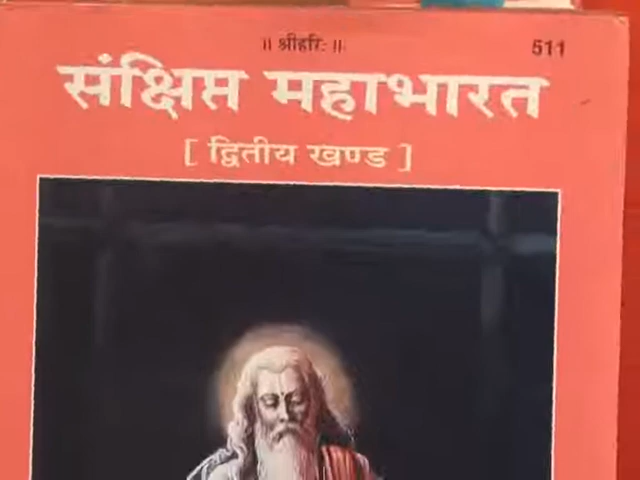 ॥ श्रीहरिः ॥ 511
संक्षिप्त महाभारत
[ द्वितीय खण्ड ]